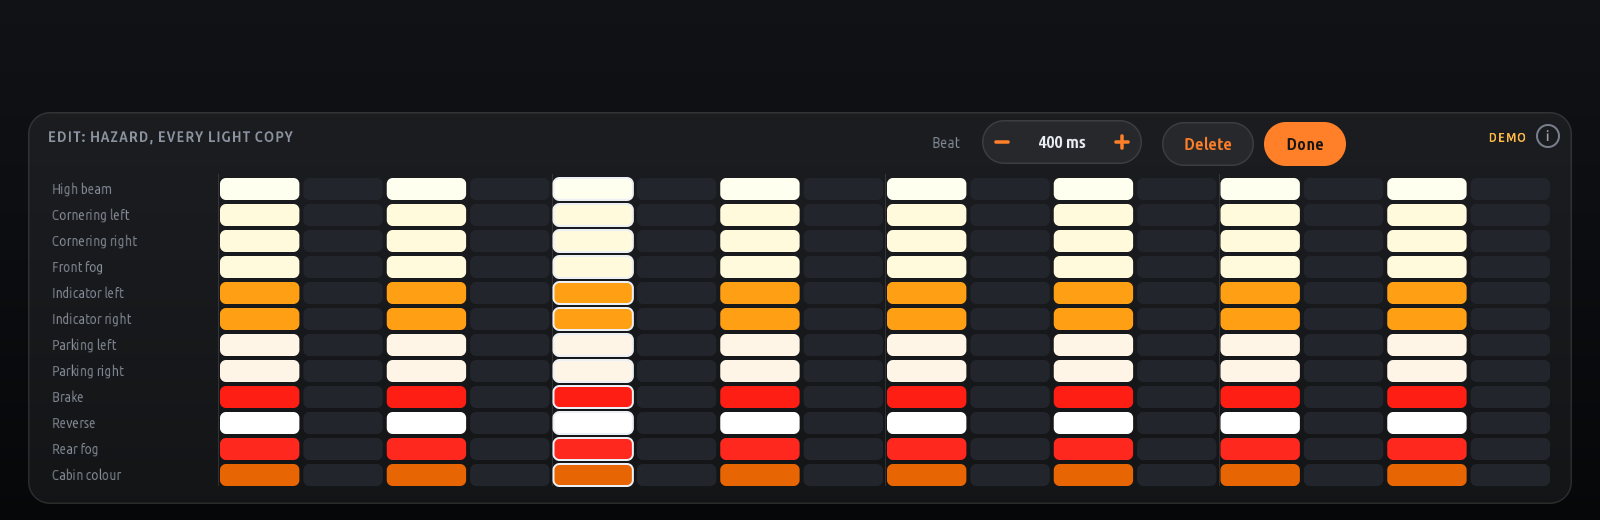 EDIT: HAZARD, EVERY LIGHT COPY
Beat − 400 ms + Delete Done DEMO i
High beam
Cornering left
Cornering right
Front fog
Indicator left
Indicator right
Parking left
Parking right
Brake
Reverse
Rear fog
Cabin colour